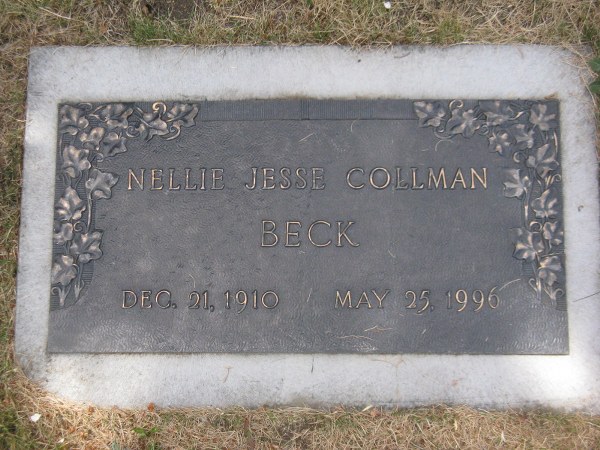 NELLIE JESSE COLLMAN
BECK
DEC. 21, 1910 / MAY 25, 1996